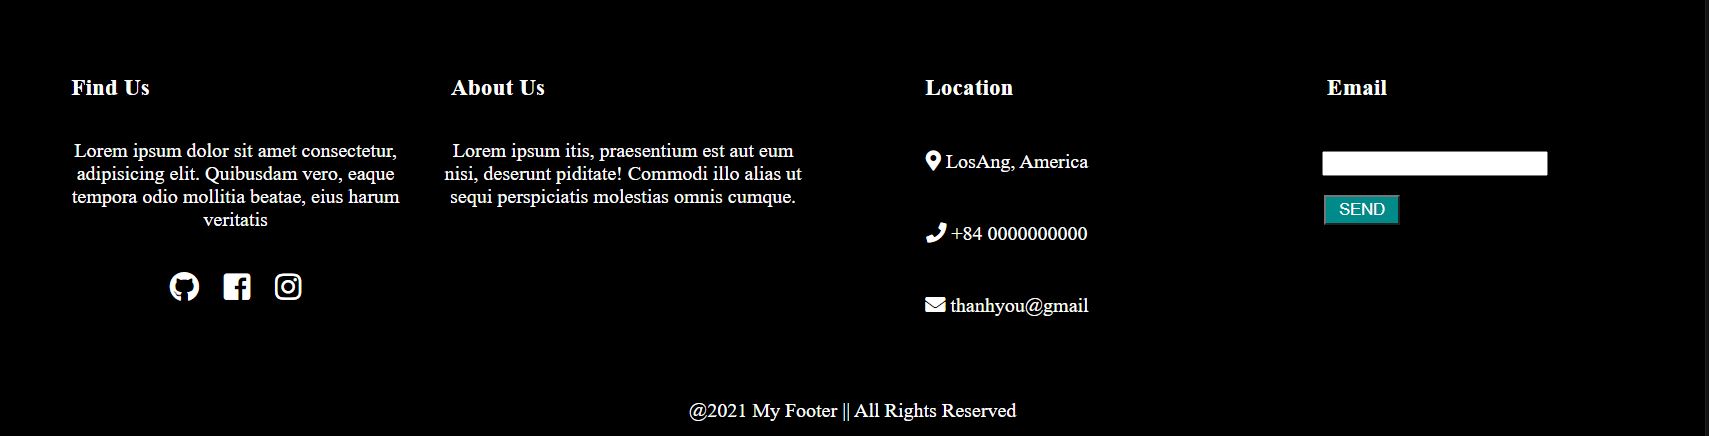 Find Us
Lorem ipsum dolor sit amet consectetur,
adipisicing elit. Quibusdam vero, eaque
tempora odio mollitia beatae, eius harum
veritatis
About Us
Lorem ipsum itis, praesentium est aut eum
nisi, deserunt piditate! Commodi illo alias ut
sequi perspiciatis molestias omnis cumque.
Location
LosAng, America
+84 0000000000
thanhyou@gmail
Email
SEND
@2021 My Footer || All Rights Reserved